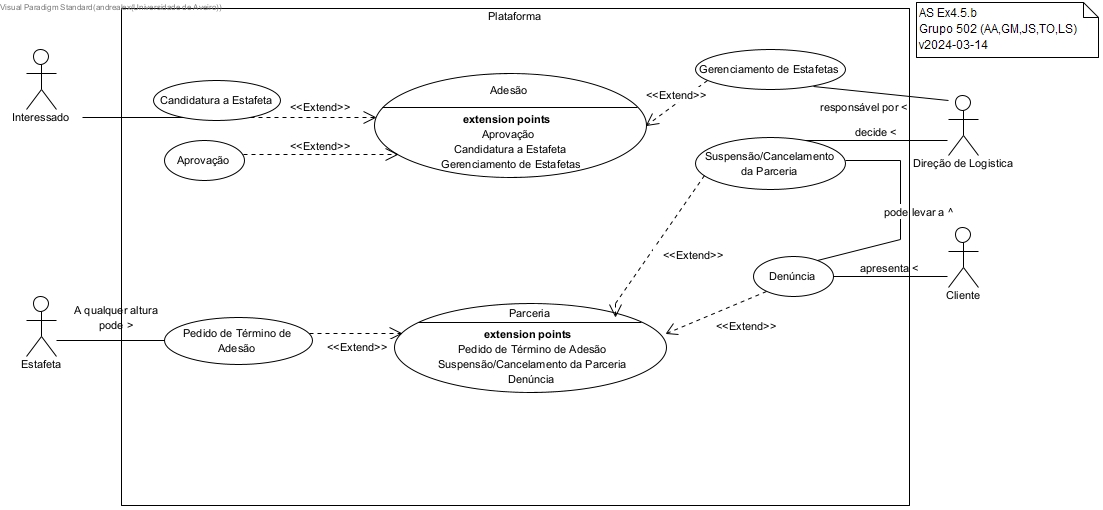 Visual Paradigm Standard(andrealex(Universidade de Aveiro))
Plataforma
AS Ex4.5.b
Grupo 502 (AA,GM,JS,TO,LS)
v2024-03-14
Interessado
Candidatura a Estafeta
<<Extend>>
Aprovação
<<Extend>>
Adesão
extension points
Aprovação
Candidatura a Estafeta
Gerenciamento de Estafetas
<<Extend>>
Gerenciamento de Estafetas
responsável por <
decide <
Suspensão/Cancelamento
da Parceria
Direção de Logistica
pode levar a ^
<<Extend>>
Denúncia
apresenta <
Cliente
<<Extend>>
A qualquer altura
pode >
Estafeta
Pedido de Término de
Adesão
<<Extend>>
Parceria
extension points
Pedido de Término de Adesão
Suspensão/Cancelamento da Parceria
Denúncia